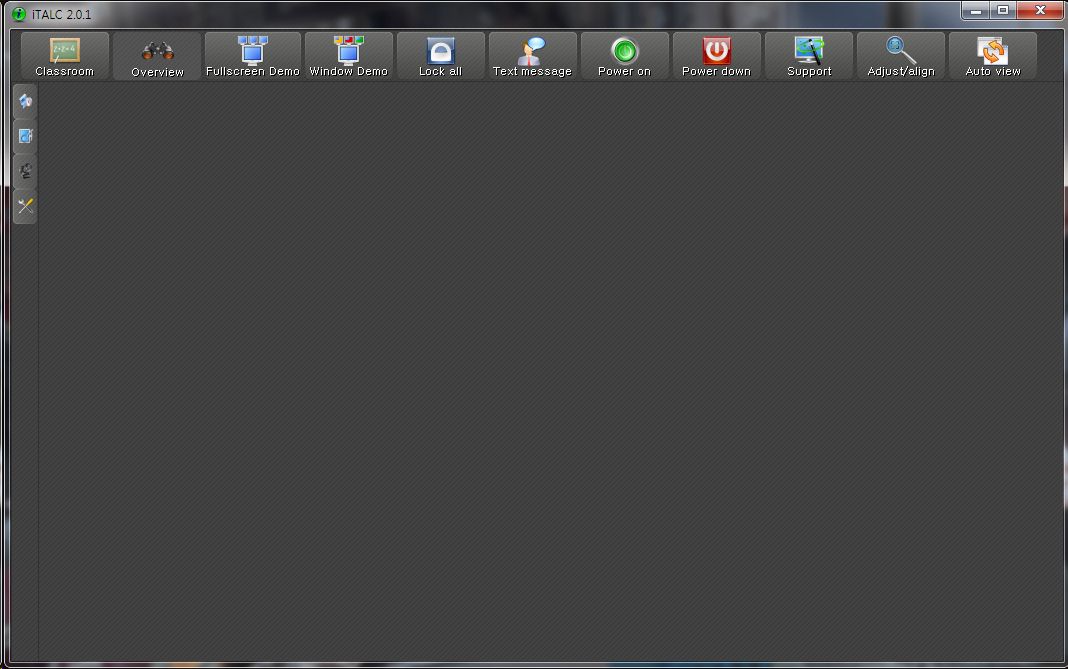 iTALC 2.0.1
Classroom
Overview
Fullscreen Demo
Window Demo
Lock all
Text message
Power on
Power down
Support
Adjust/align
Auto view